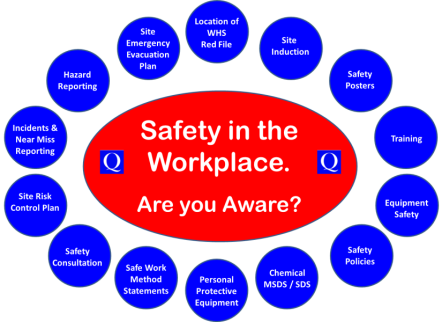 Location of
WHS
Red File
Site
Induction
Safety
Posters
Training
Equipment
Safety
Safety
Policies
Chemical
MSDS / SDS
Personal
Protective
Equipment
Safe Work
Method
Statements
Safety
Consultation
Site Risk
Control Plan
Incidents &
Near Miss
Reporting
Hazard
Reporting
Site
Emergency
Evacuation
Plan
Safety in the
Workplace.
Q
Q
Are you Aware?